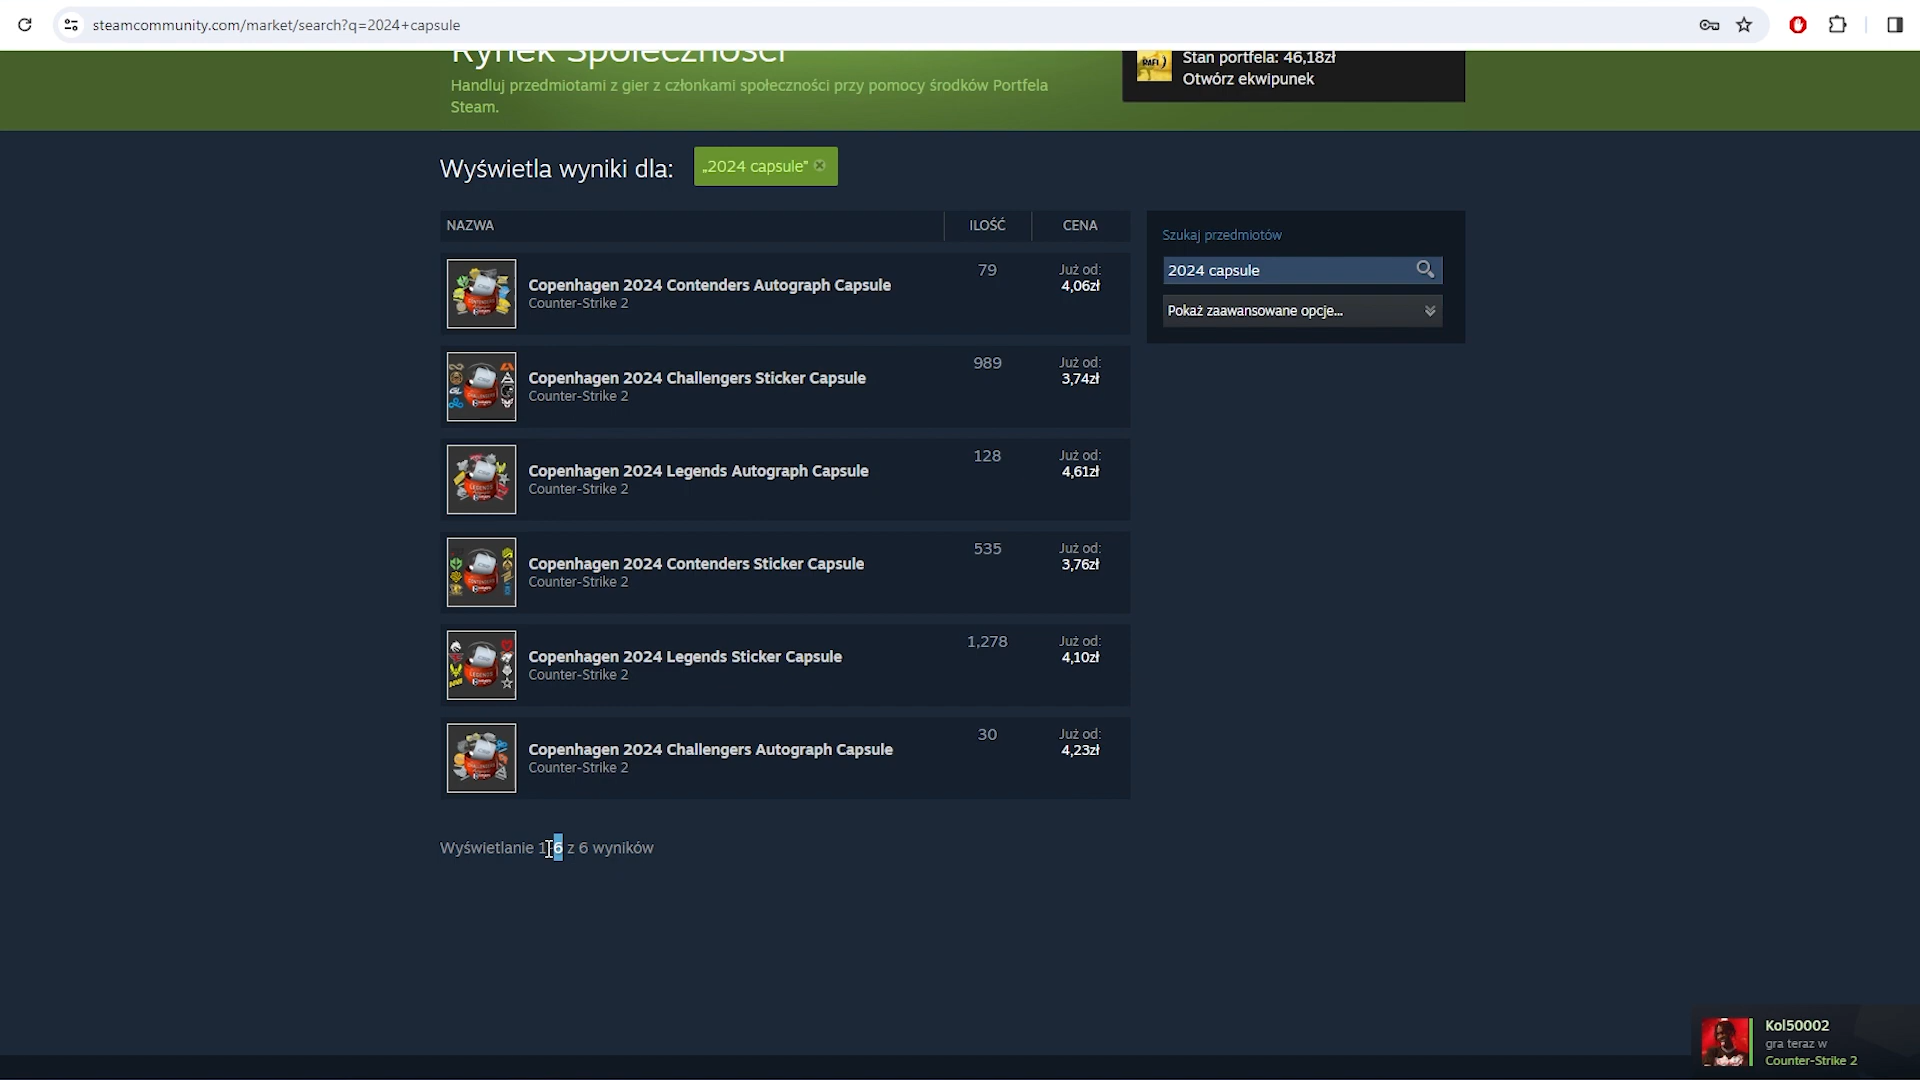 steamcommunity.com/market/search?q=2024+capsule
Rynek Społeczności
Handluj przedmiotami z gier z członkami społeczności przy pomocy środków Portfela
Steam.
Stan portfela: 46,18zł
Otwórz ekwipunek
Wyświetla wyniki dla:
„2024 capsule"
NAZWA
ILOŚĆ
CENA
Copenhagen 2024 Contenders Autograph Capsule
Counter-Strike 2
79
Już od:
4,06zł
Copenhagen 2024 Challengers Sticker Capsule
Counter-Strike 2
989
Już od:
3,74zł
Copenhagen 2024 Legends Autograph Capsule
Counter-Strike 2
128
Już od:
4,61zł
Copenhagen 2024 Contenders Sticker Capsule
Counter-Strike 2
535
Już od:
3,76zł
Copenhagen 2024 Legends Sticker Capsule
Counter-Strike 2
1,278
Już od:
4,10zł
Copenhagen 2024 Challengers Autograph Capsule
Counter-Strike 2
30
Już od:
4,23zł
Wyświetlanie 1-6 z 6 wyników
Szukaj przedmiotów
2024 capsule
Pokaż zaawansowane opcje...
Kol50002
gra teraz w
Counter-Strike 2